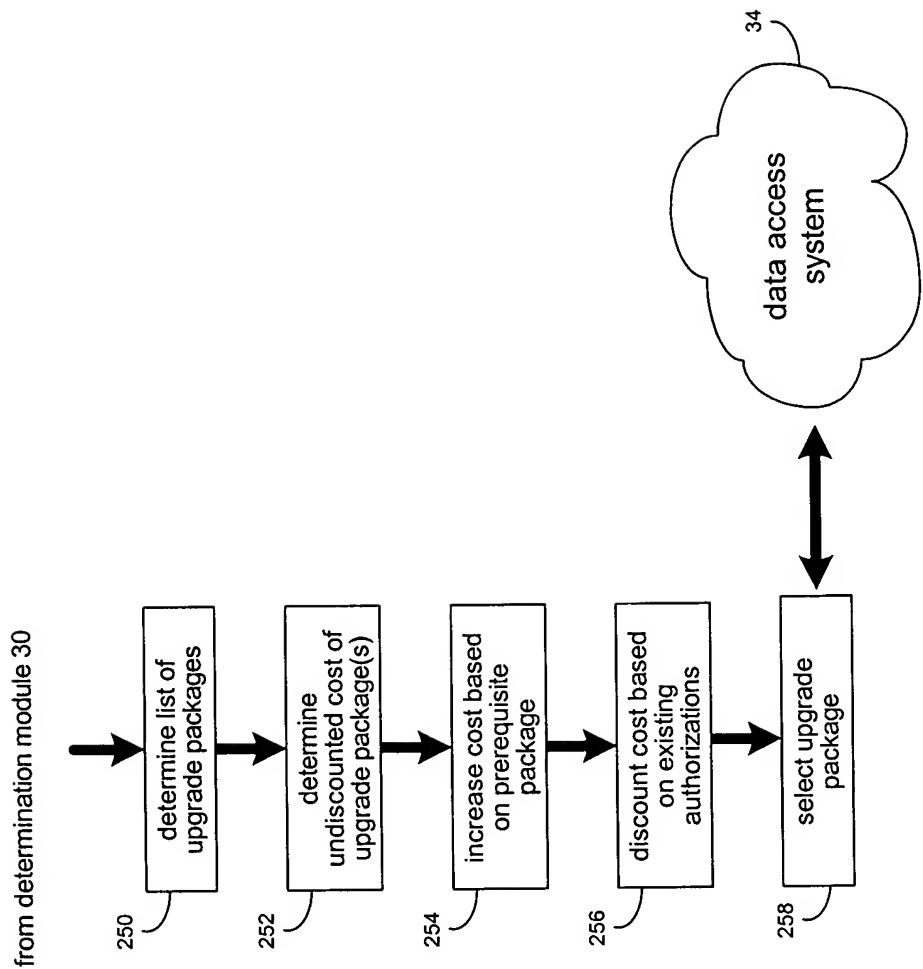 from determination module 30
250
determine list of
upgrade packages
252
determine
undiscounted cost of
upgrade package(s)
254
increase cost based
on prerequisite
package
256
discount cost based
on existing
authorizations
258
select upgrade
package
34
data access
system